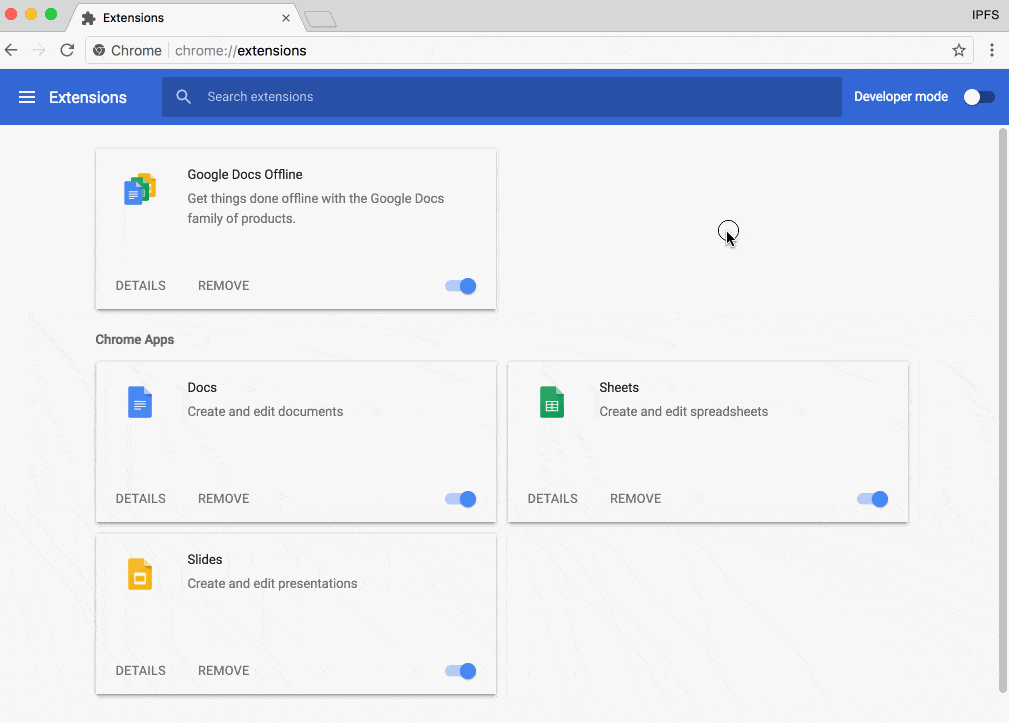 Extensions
IPFS
Chrome chrome://extensions
Extensions
Search extensions
Developer mode
Google Docs Offline
Get things done offline with the Google Docs
family of products.
DETAILS REMOVE
Chrome Apps
Docs
Create and edit documents
DETAILS REMOVE
Sheets
Create and edit spreadsheets
DETAILS REMOVE
Slides
Create and edit presentations
DETAILS REMOVE